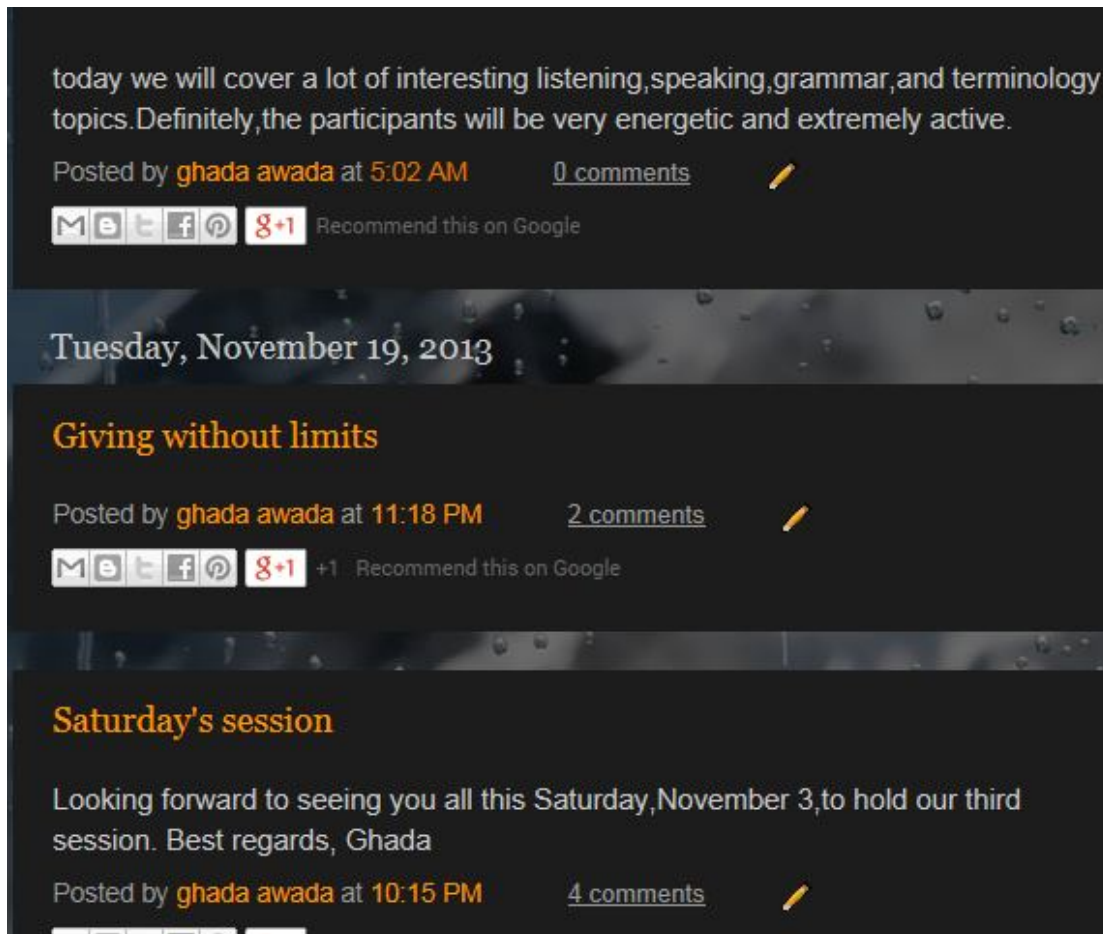 today we will cover a lot of interesting listening,speaking,grammar,and terminology
topics.Definitely,the participants will be very energetic and extremely active.
Posted by ghada awada at 5:02 AM 0 comments
g+1 Recommend this on Google
Tuesday, November 19, 2013
Giving without limits
Posted by ghada awada at 11:18 PM 2 comments
g+1 +1 Recommend this on Google
Saturday's session
Looking forward to seeing you all this Saturday,November 3,to hold our third
session. Best regards, Ghada
Posted by ghada awada at 10:15 PM 4 comments